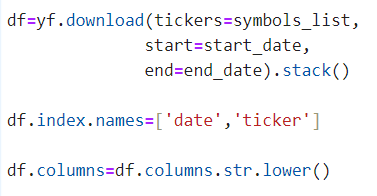 df=yf.download(tickers=symbols_list,
start=start_date,
end=end_date).stack()
df.index.names=['date','ticker']
df.columns=df.columns.str.lower()